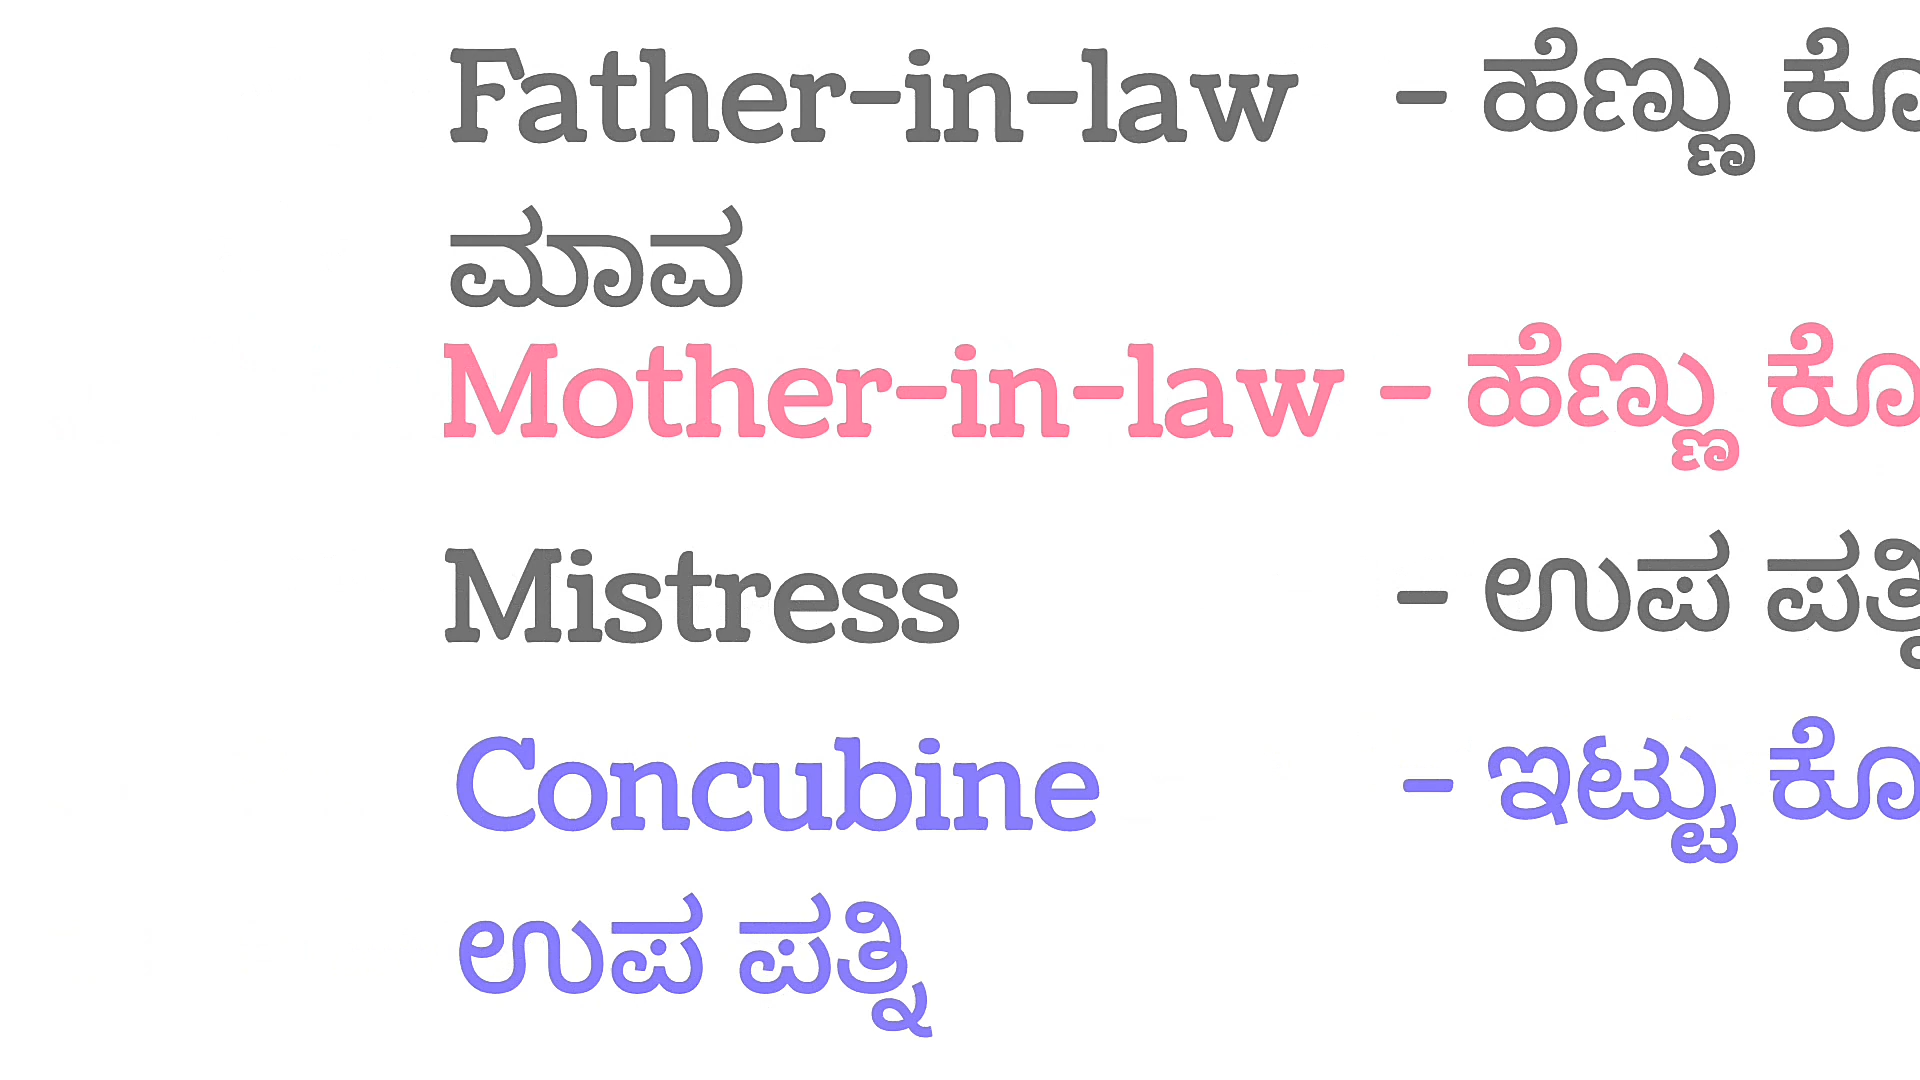 Father-in-law - ಹೆಣ್ಣು
ಮಾವ
Mother-in-law - ಹೆಣ್ಣು
Mistress - ಉಪ
Concubine - ಇಟ್ಟು
ಉಪ ಪತ್ನಿ